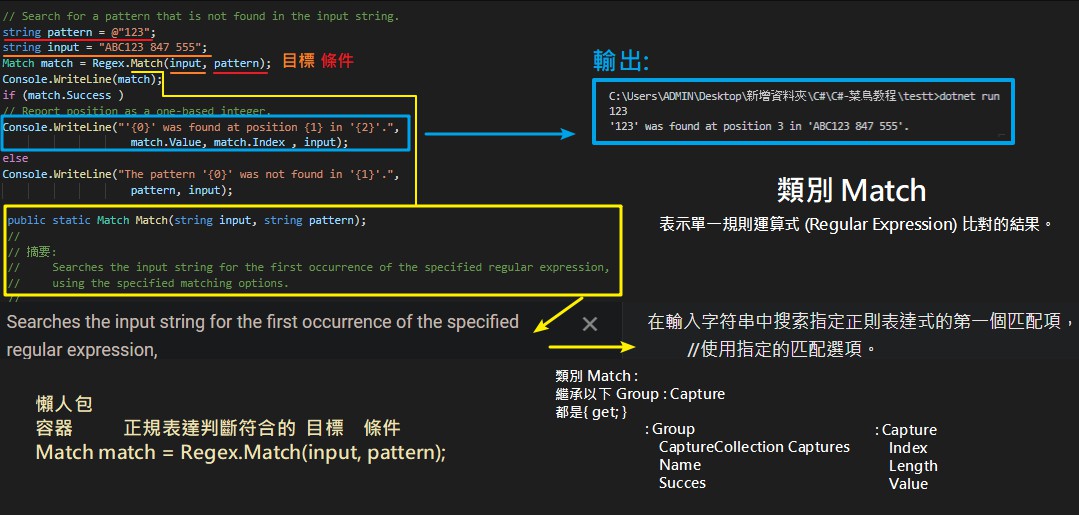 // Search for a pattern that is not found in the input string.
string pattern = @"123";
string input = "ABC123 847 555";
Match match = Regex.Match(input, pattern); 目標 條件
Console.WriteLine(match);
if (match.Success )
// Report position as a one-based integer.
Console.WriteLine("'{0}' was found at position {1} in '{2}'.",
match.Value, match.Index , input);
else
Console.WriteLine("The pattern '{0}' was not found in '{1}'.",
pattern, input);
輸出:
C:\Users\ADMIN\Desktop\新增資料夾\C#\C#-菜鳥教程\testt>dotnet run
123
'123' was found at position 3 in 'ABC123 847 555'.
類別 Match
表示單一規則運算式 (Regular Expression) 比對的結果。
public static Match Match(string input, string pattern);
//
// 摘要:
// Searches the input string for the first occurrence of the specified regular expression,
// using the specified matching options.
//
Searches the input string for the first occurrence of the specified
regular expression,
在輸入字符串中搜索指定正則表達式的第一個匹配項，
//使用指定的匹配選項。
懶人包
容器 正規表達判斷符合的 目標 條件
Match match = Regex.Match(input, pattern);
類別 Match :
繼承以下 Group : Capture
都是{ get; }
: Group
CaptureCollection Captures
Name
Succes
: Capture
Index
Length
Value